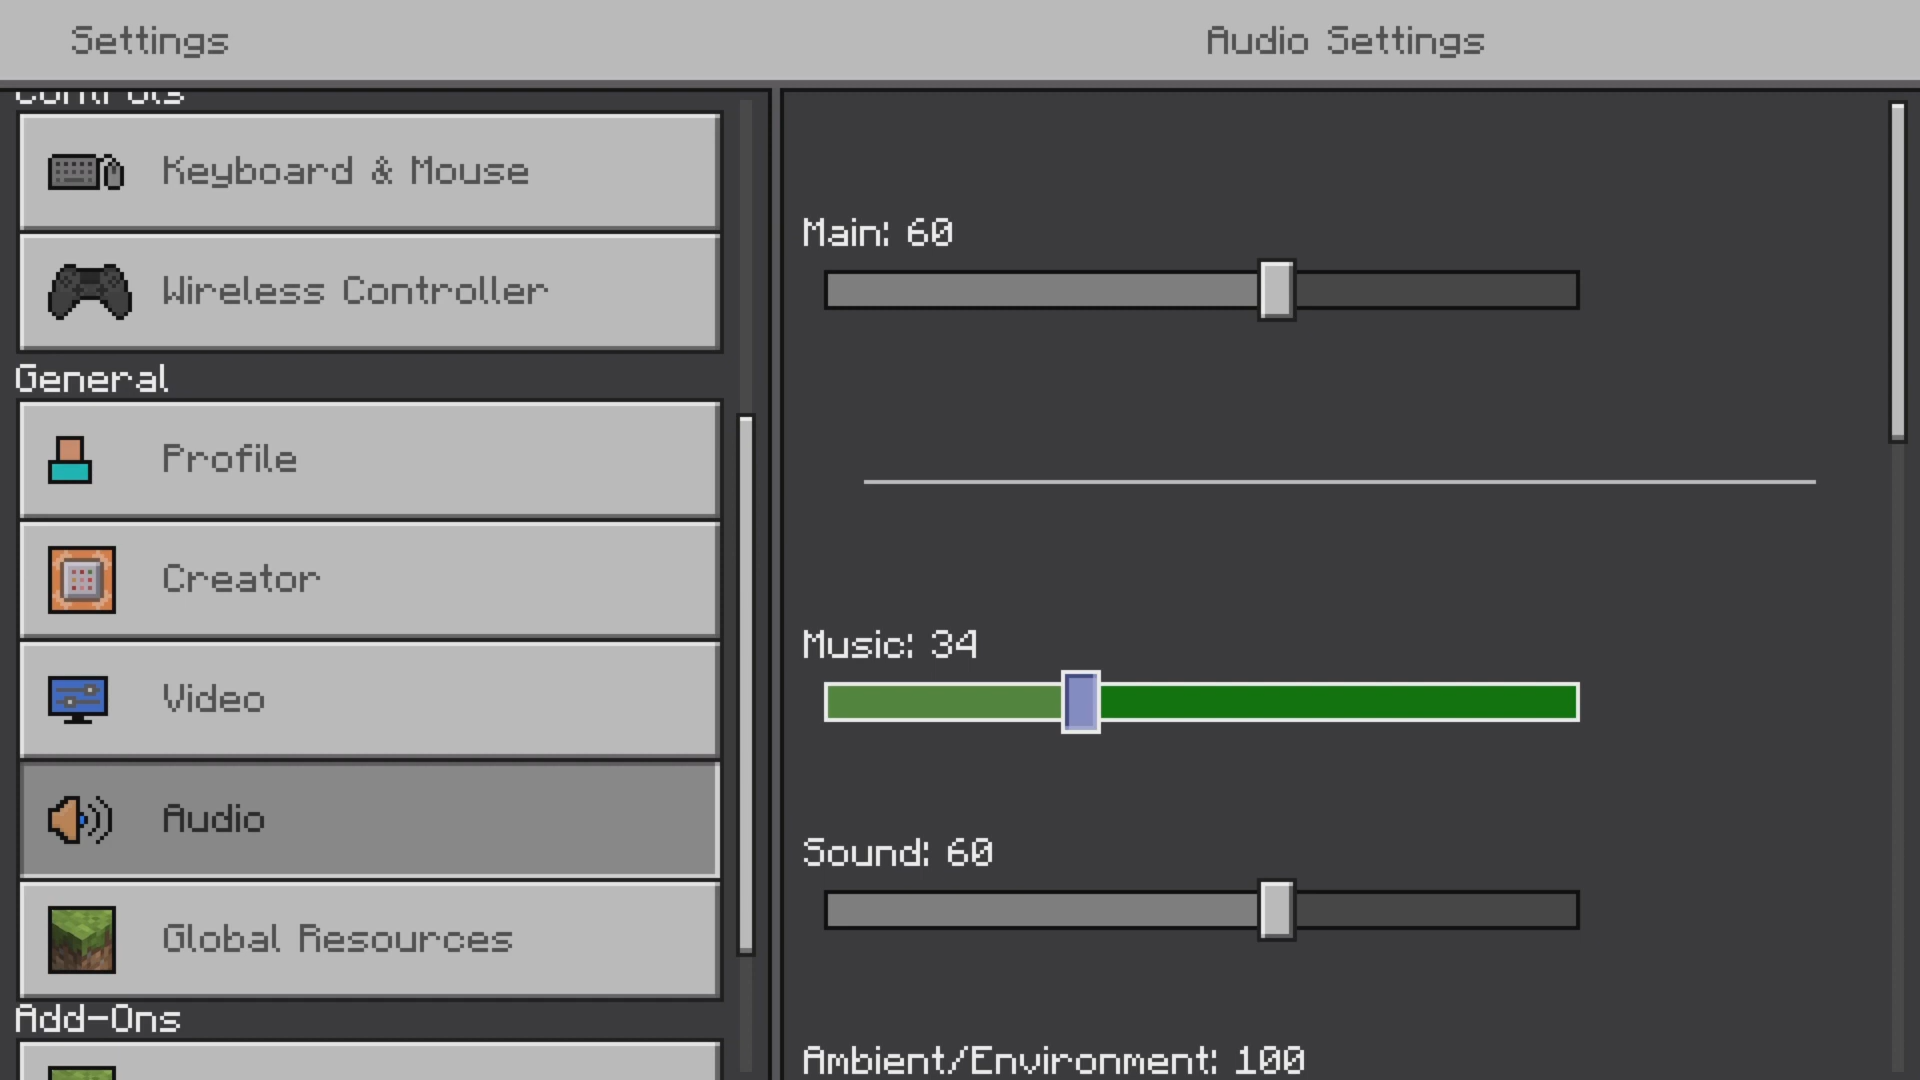 Settings
Audio Settings
Controls
Keyboard & Mouse
Wireless Controller
General
Profile
Creator
Video
Audio
Global Resources
Add-Ons
Main: 60
Music: 34
Sound: 60
Ambient/Environment: 100